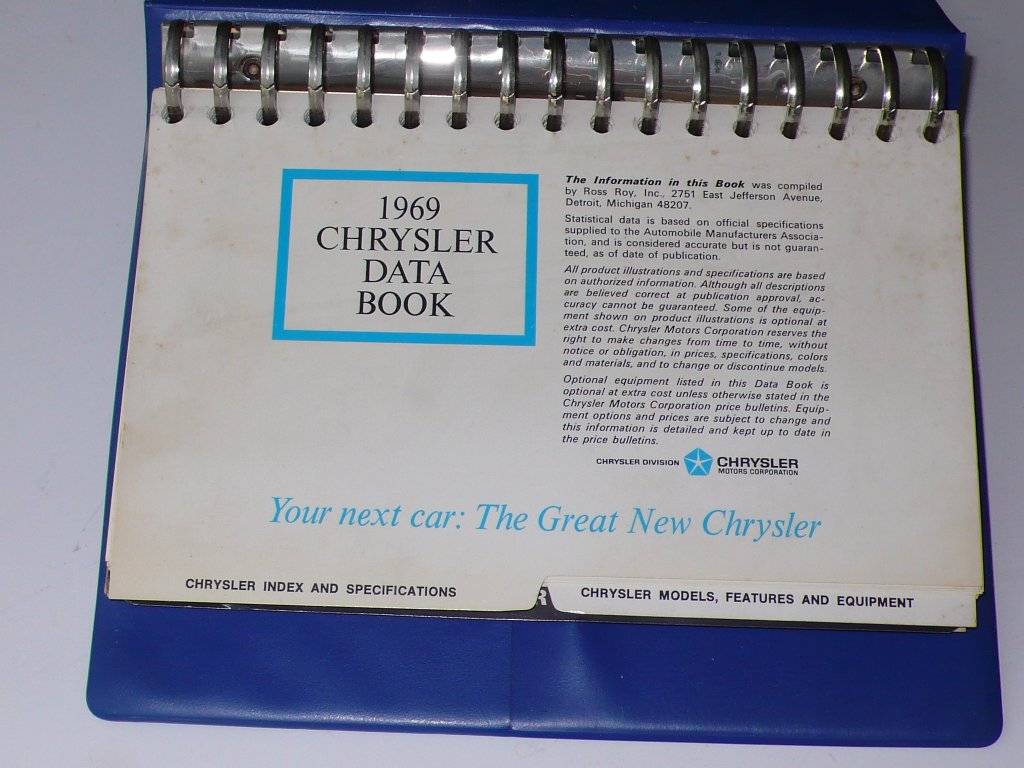 1969
CHRYSLER
DATA
BOOK
The Information in this Book was compiled
by Ross Roy, Inc., 2751 East Jefferson Avenue,
Detroit, Michigan 48207.
Statistical data is based on official specifications
supplied to the Automobile Manufacturers Associa-
tion, and is considered accurate but is not guaran-
teed, as of date of publication.
All product illustrations and specifications are based
on authorized information. Although all descriptions
are believed correct at publication approval, ac-
curacy cannot be guaranteed. Some of the equip-
ment shown on product illustrations is optional at
extra cost. Chrysler Motors Corporation reserves the
right to make changes from time to time, without
notice or obligation, in prices, specifications, colors
and materials, and to change or discontinue models.
Optional equipment listed in this Data Book is
optional at extra cost unless otherwise stated in the
Chrysler Motors Corporation price bulletins. Equip-
ment options and prices are subject to change and
this information is detailed and kept up to date in
the price bulletins.
CHRYSLER DIVISION CHRYSLER
MOTORS CORPORATION
Your next car: The Great New Chrysler
CHRYSLER INDEX AND SPECIFICATIONS
R
CHRYSLER MODELS, FEATURES AND EQUIPMENT